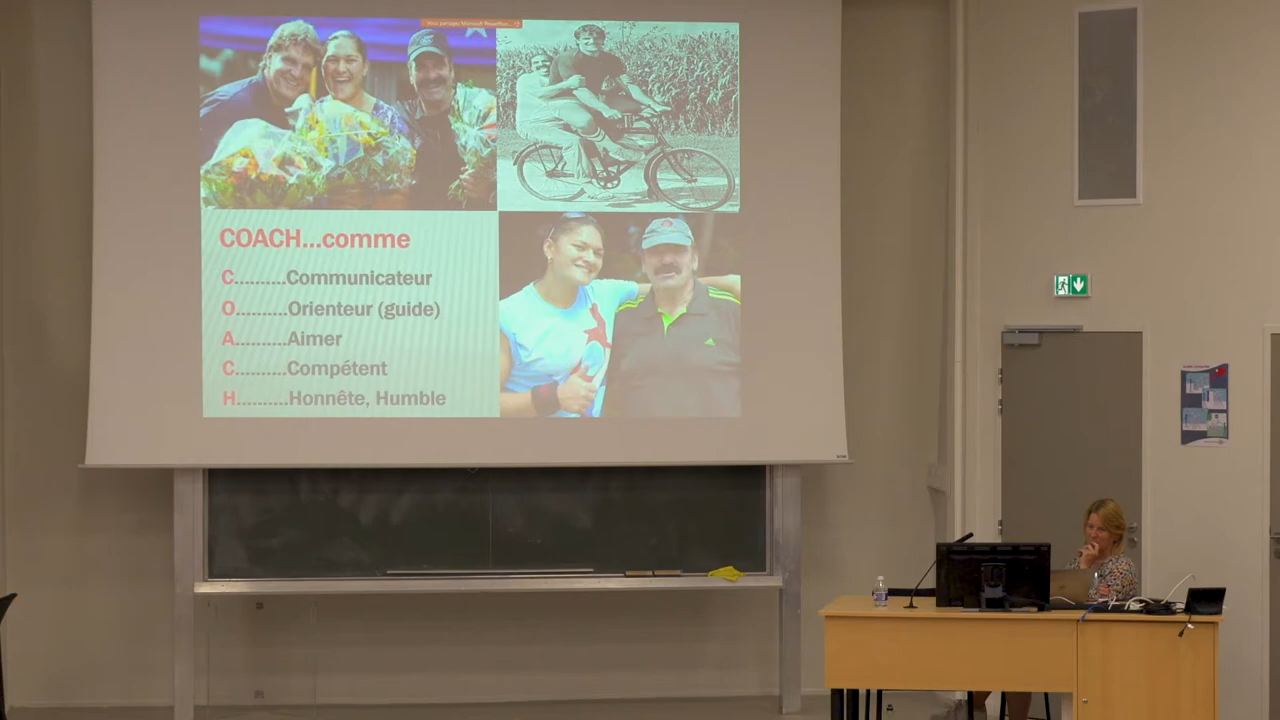 COACH...comme
C..........Communicateur
O..........Orienteur (guide)
A..........Aimer
C..........Compétent
H..........Honnête, Humble